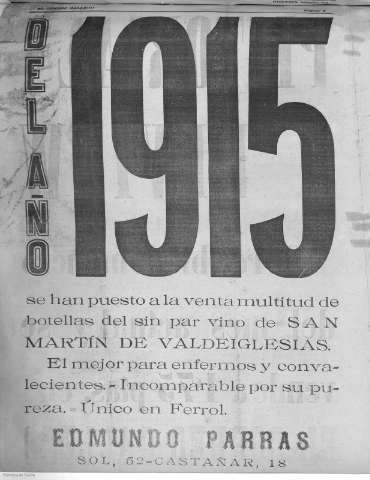 DEL AÑO
1915
se han puesto a la venta multitud de
botellas del sin par vino de SAN
MARTÍN DE VALDEIGLESIAS.
El mejor para enfermos y conva-
lecientes.-Incomparable por su pu-
reza.-Único en Ferrol.
EDMUNDO PARRAS
SOL, 52-CASTAÑAR, 18